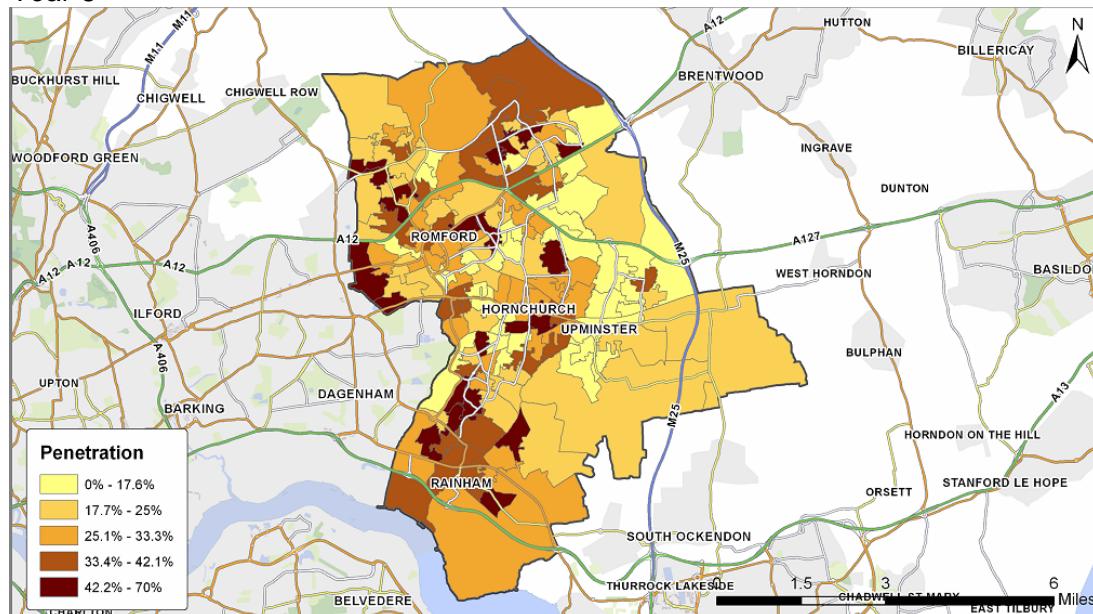 HUTTON
M11
A12
BILLERICAY
N
BUCKHURST HILL
M11
BRENTWOOD
CHIGWELL
CHIGWELL ROW
WOODFORD GREEN
INGRAVE
DUNTON
A406
ROMFORD
A12
A127
A12
A12
A12
M25
WEST HORNDON
BASILDON
ILFORD
HORNCHURCH
UPMINSTER
A406
BULPHAN
UPTON
DAGENHAM
BARKING
A13
M25
HORNDON ON THE HILL
Penetration
RAINHAM
STANFORD LE HOPE
ORSETT
0% - 17.6%
17.7% - 25%
25.1% - 33.3%
SOUTH OCKENDON
33.4% - 42.1%
42.2% - 70%
THURROCK LAKESIDE
0 1.5 3 6
Miles
CHADWELL ST MARY
BELVEDERE
EAST TILBURY
CHARLTON